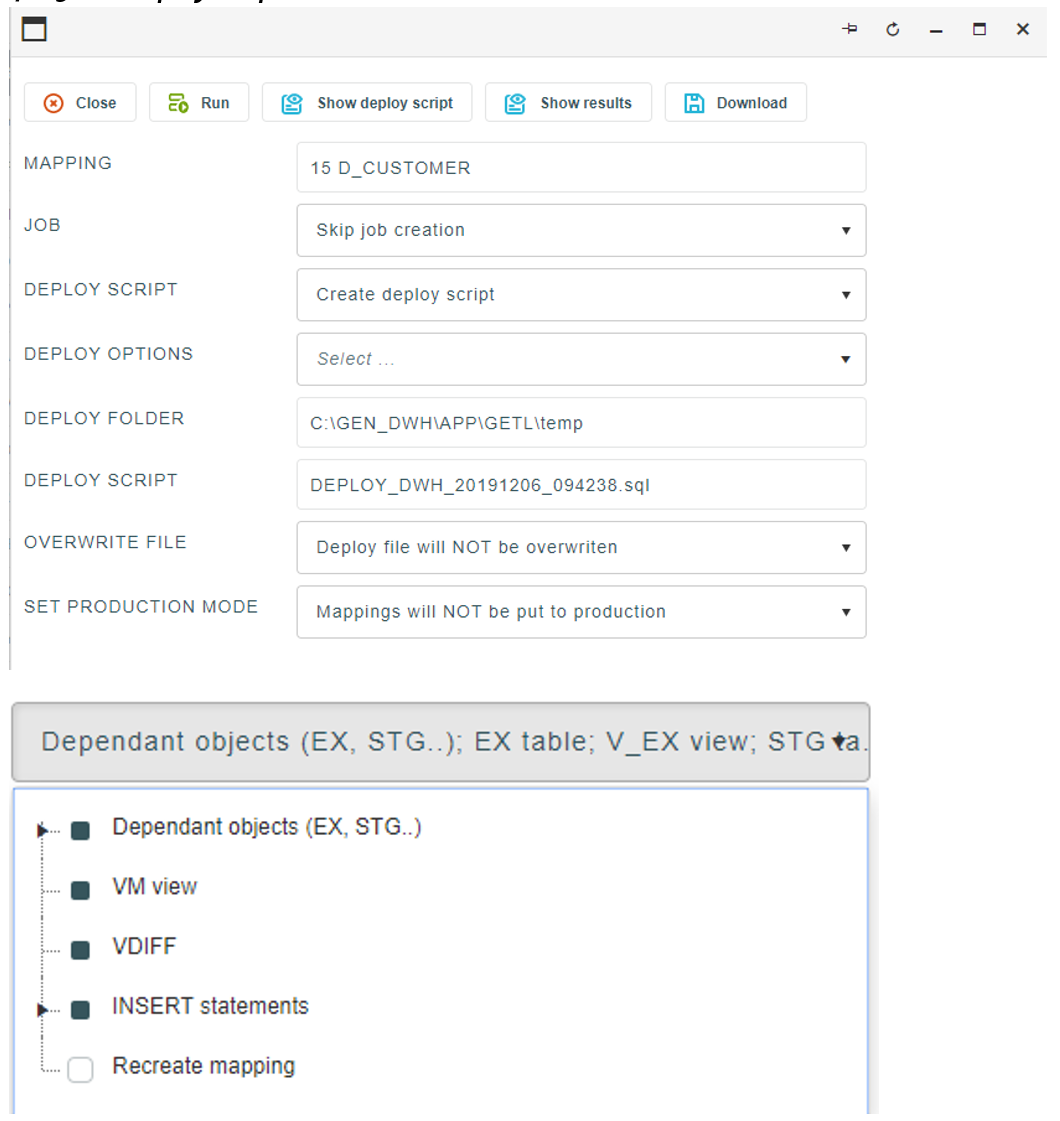 Close Run Show deploy script Show results Download
MAPPING 15 D_CUSTOMER
JOB Skip job creation
DEPLOY SCRIPT Create deploy script
DEPLOY OPTIONS Select ...
DEPLOY FOLDER C:\GEN_DWH\APP\GETL\temp
DEPLOY SCRIPT DEPLOY_DWH_20191206_094238.sql
OVERWRITE FILE Deploy file will NOT be overwriten
SET PRODUCTION MODE Mappings will NOT be put to production
Dependant objects (EX, STG..); EX table; V_EX view; STG ta.
Dependant objects (EX, STG..)
VM view
VDIFF
INSERT statements
Recreate mapping